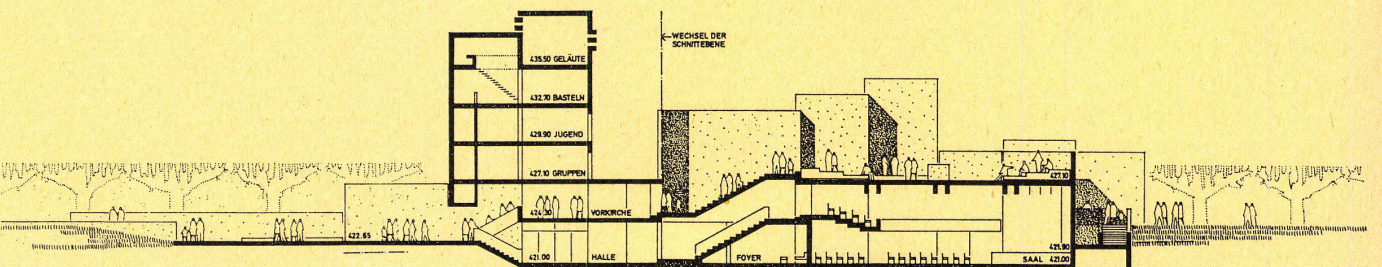 WECHSEL DER
SCHNITTEBENE
435.50 GELÄUTE
432.70 BASTELN
429.90 JUGEND
427.10 GRUPPEN
427.10
424.30 VORKIRCHE
422.65
421.90
421.00 HALLE
FOYER
SAAL 421.00